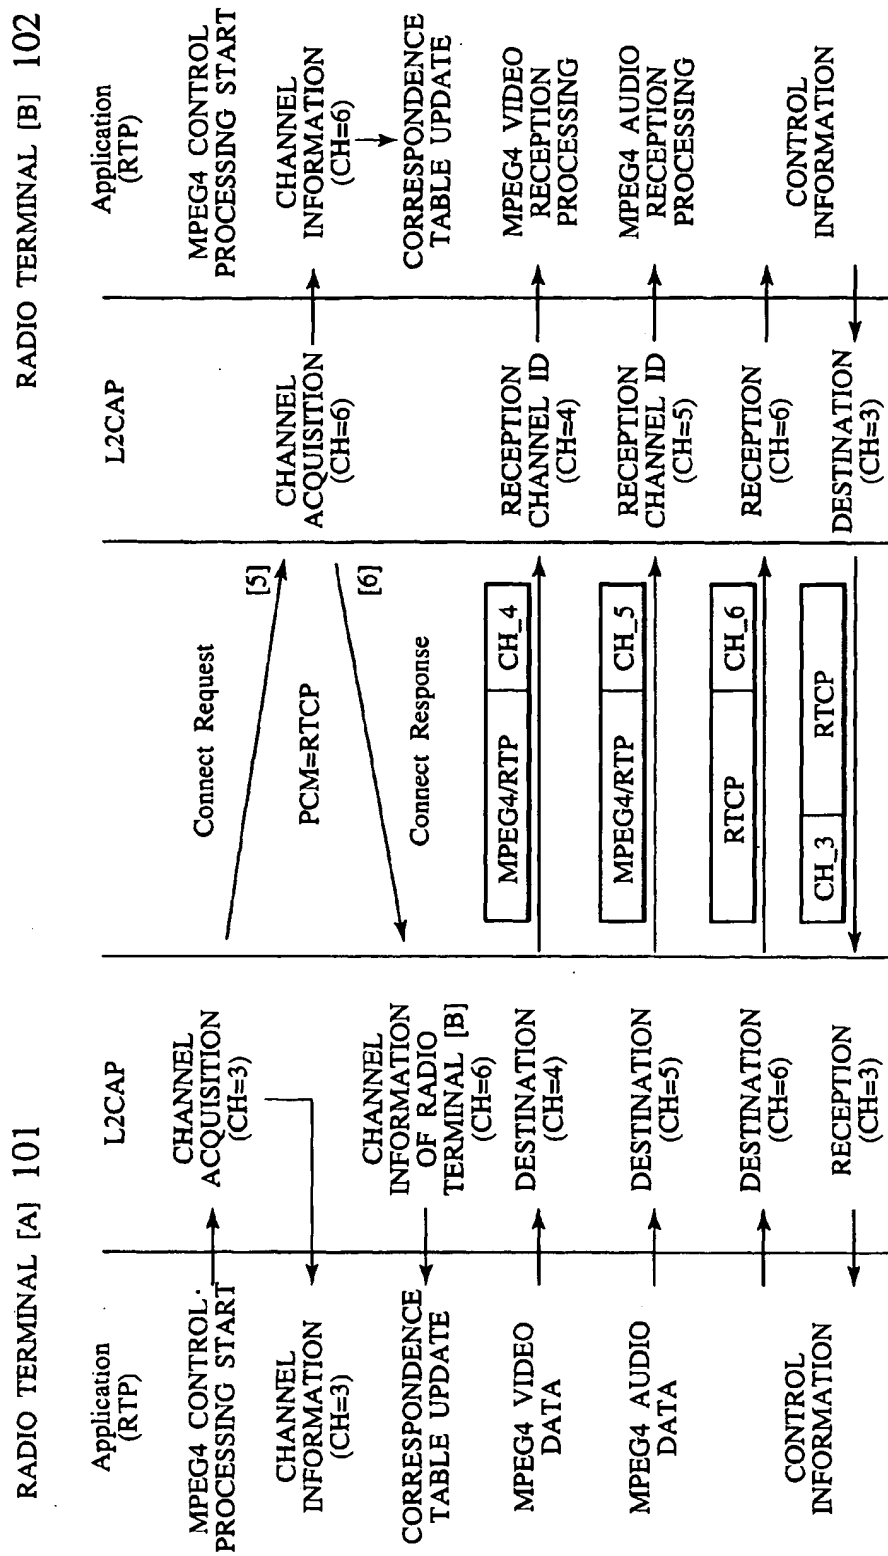 RADIO TERMINAL [A] 101
RADIO TERMINAL [B] 102
Application
(RTP)
L2CAP
L2CAP
Application
(RTP)
MPEG4 CONTROL
PROCESSING START
CHANNEL
ACQUISITION
(CH=3)
MPEG4 CONTROL
PROCESSING START
Connect Request
[5]
CHANNEL
INFORMATION
(CH=3)
PCM=RTCP
CHANNEL
ACQUISITION
(CH=6)
CHANNEL
INFORMATION
(CH=6)
[6]
Connect Response
CORRESPONDENCE
TABLE UPDATE
CHANNEL
INFORMATION
OF RADIO
TERMINAL [B]
(CH=6)
CORRESPONDENCE
TABLE UPDATE
MPEG4 VIDEO
DATA
DESTINATION
(CH=4)
MPEG4/RTP CH_4
RECEPTION
CHANNEL ID
(CH=4)
MPEG4 VIDEO
RECEPTION
PROCESSING
MPEG4 AUDIO
DATA
DESTINATION
(CH=5)
MPEG4/RTP CH_5
RECEPTION
CHANNEL ID
(CH=5)
MPEG4 AUDIO
RECEPTION
PROCESSING
CONTROL
INFORMATION
DESTINATION
(CH=6)
RTCP CH_6
RECEPTION
(CH=6)
CONTROL
INFORMATION
RECEPTION
(CH=3)
CH_3 RTCP
DESTINATION
(CH=3)